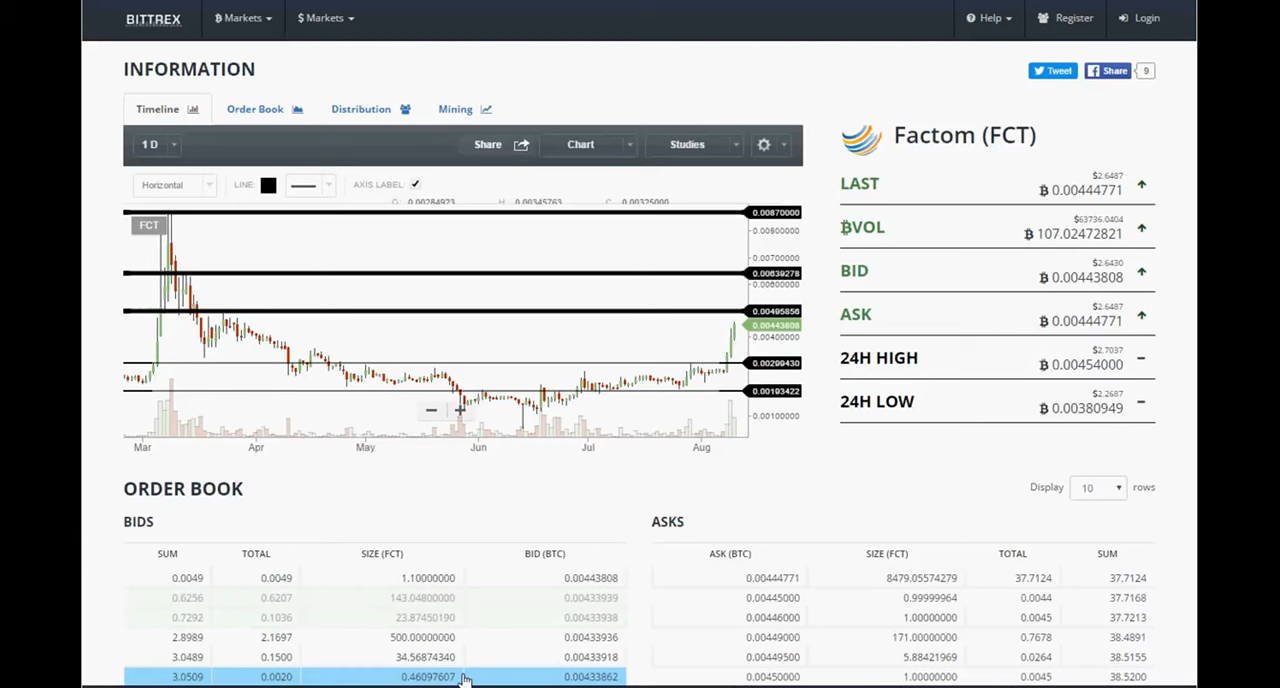 BITTREX
Markets
$ Markets
Help
Register
Login
INFORMATION
Tweet
Share
9
Timeline
Order Book
Distribution
Mining
1 D
Share
Chart
Studies
Horizontal
LINE:
AXIS LABEL:
O: 0.00284923 H: 0.00345763 C: 0.00325000
FCT
0.00870000
0.00800000
0.00700000
0.00639278
0.00600000
0.00495856
0.00443808
0.00400000
0.00299430
0.00193422
0.00100000
Mar Apr May Jun Jul Aug
Factom (FCT)
LAST
$2.6487
0.00444771
VOL
$63736.0404
107.02472821
BID
$2.6430
0.00443808
ASK
$2.6487
0.00444771
24H HIGH
$2.7037
0.00454000
24H LOW
$2.2687
0.00380949
ORDER BOOK
Display 10 rows
BIDS
SUM TOTAL SIZE (FCT) BID (BTC)
0.0049 0.0049 1.10000000 0.00443808
0.6256 0.6207 143.04800000 0.00433939
0.7292 0.1036 23.87450190 0.00433938
2.8989 2.1697 500.00000000 0.00433936
3.0489 0.1500 34.56874340 0.00433918
3.0509 0.0020 0.46097607 0.00433862
ASKS
ASK (BTC) SIZE (FCT) TOTAL SUM
0.00444771 8479.05574279 37.7124 37.7124
0.00445000 0.99999964 0.0044 37.7168
0.00446000 1.00000000 0.0045 37.7213
0.00449000 171.00000000 0.7678 38.4891
0.00449500 5.88421969 0.0264 38.5155
0.00450000 1.00000000 0.0045 38.5200